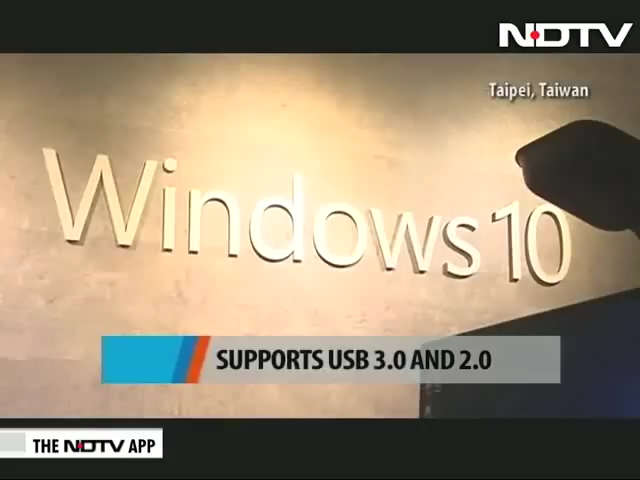 NDTV
Taipei, Taiwan
Windows 10
SUPPORTS USB 3.0 AND 2.0
THE NDTV APP